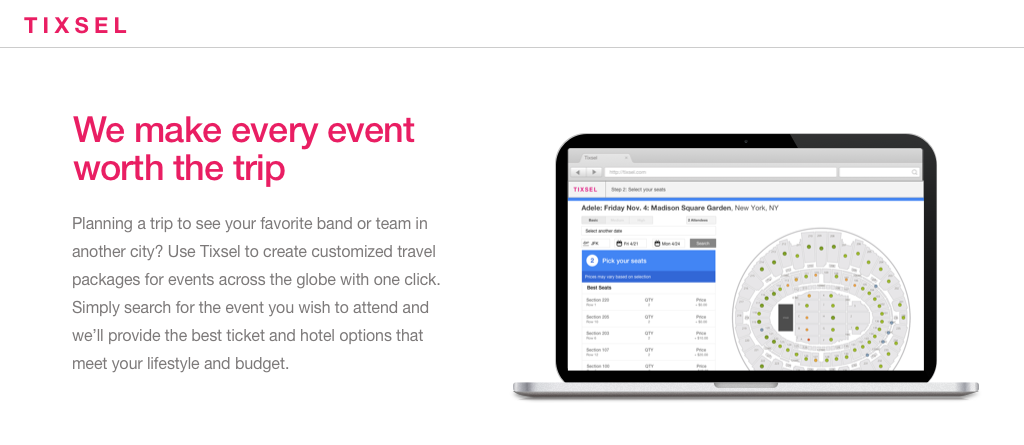 TIXSEL
We make every event
worth the trip
Planning a trip to see your favorite band or team in
another city? Use Tixsel to create customized travel
packages for events across the globe with one click.
Simply search for the event you wish to attend and
we’ll provide the best ticket and hotel options that
meet your lifestyle and budget.
Tixsel
http://tixsel.com
TIXSEL Step 2: Select your seats
Adele: Friday Nov. 4: Madison Square Garden, New York, NY
Select another date
JFK Fri 4/21 Mon 4/24 Search
2 Pick your seats
Prices may vary based on selection
Best Seats
QTY Price
Section 205 QTY Price
Section 203 QTY Price
Section 107 QTY Price
Section 100 QTY Price